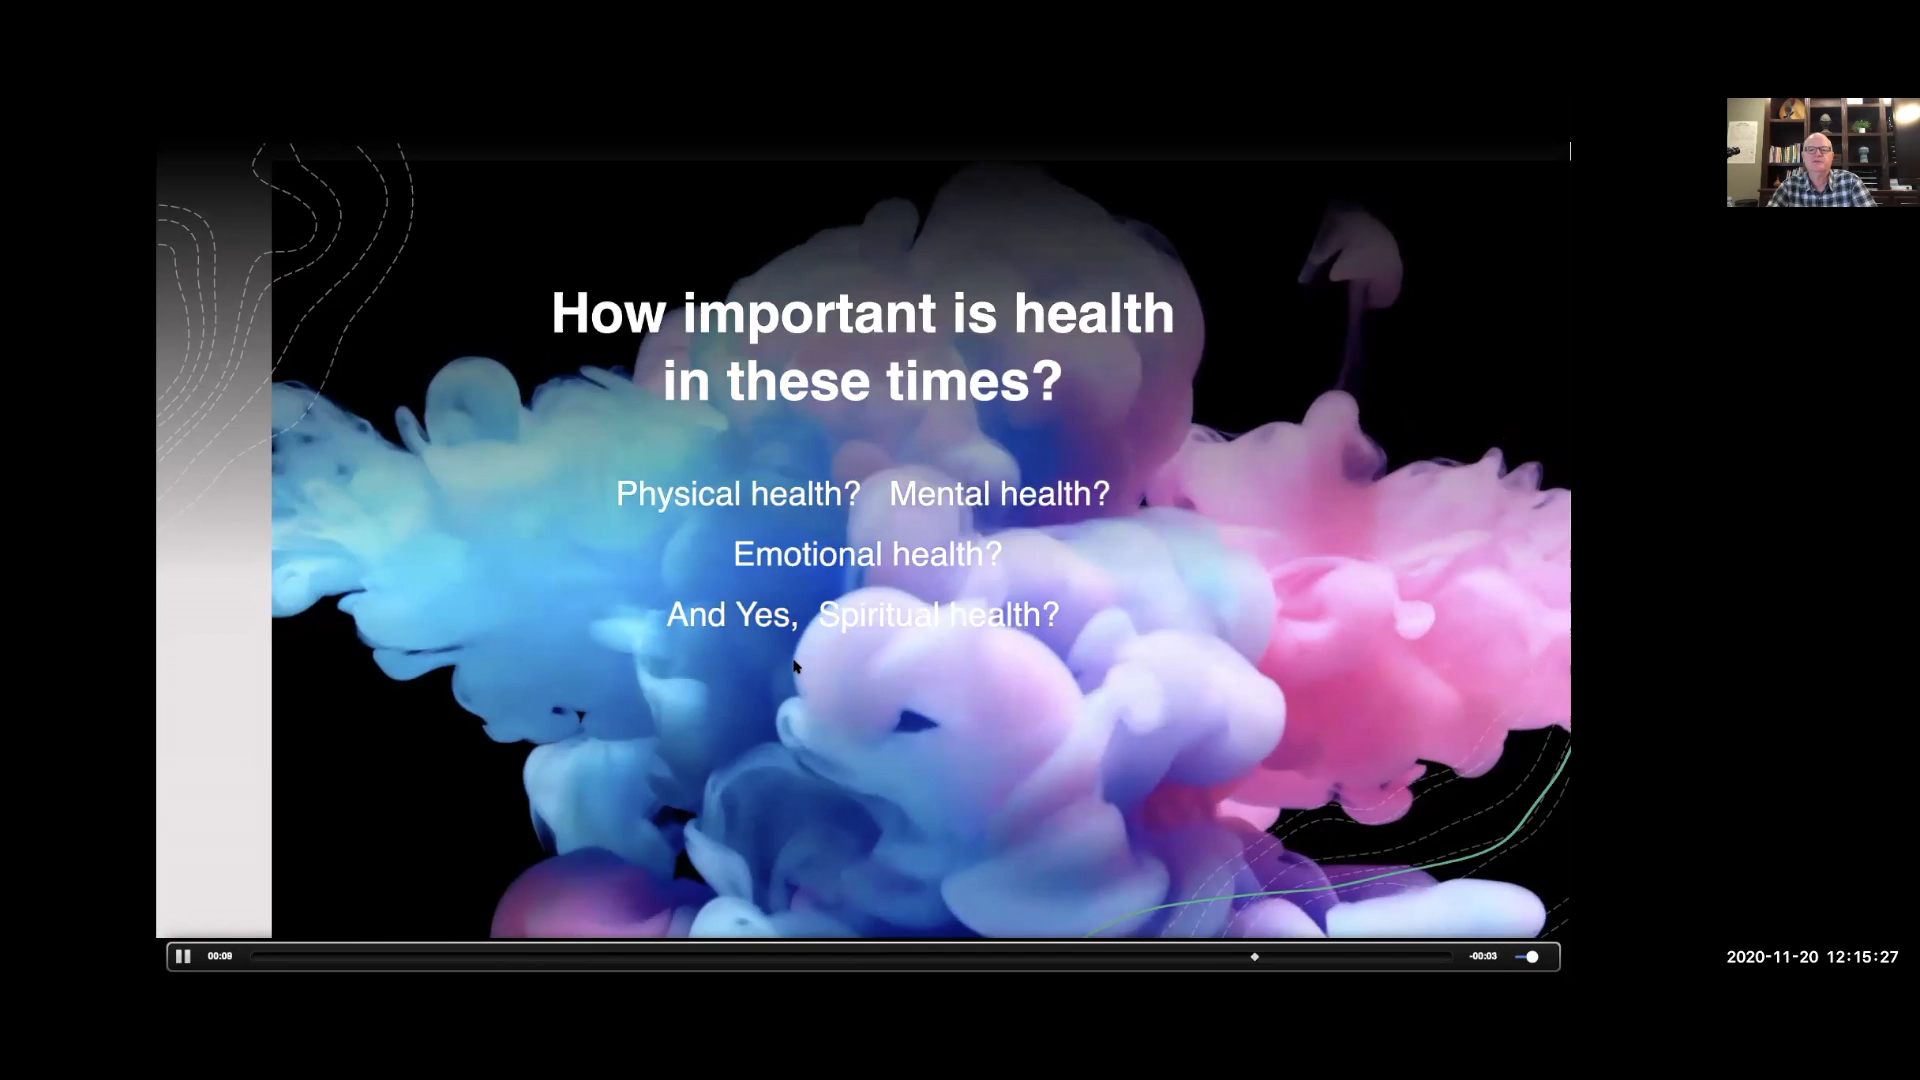 How important is health
in these times?
Physical health? Mental health?
Emotional health?
And Yes, Spiritual health?
00:09
-00:03
2020-11-20 12:15:27